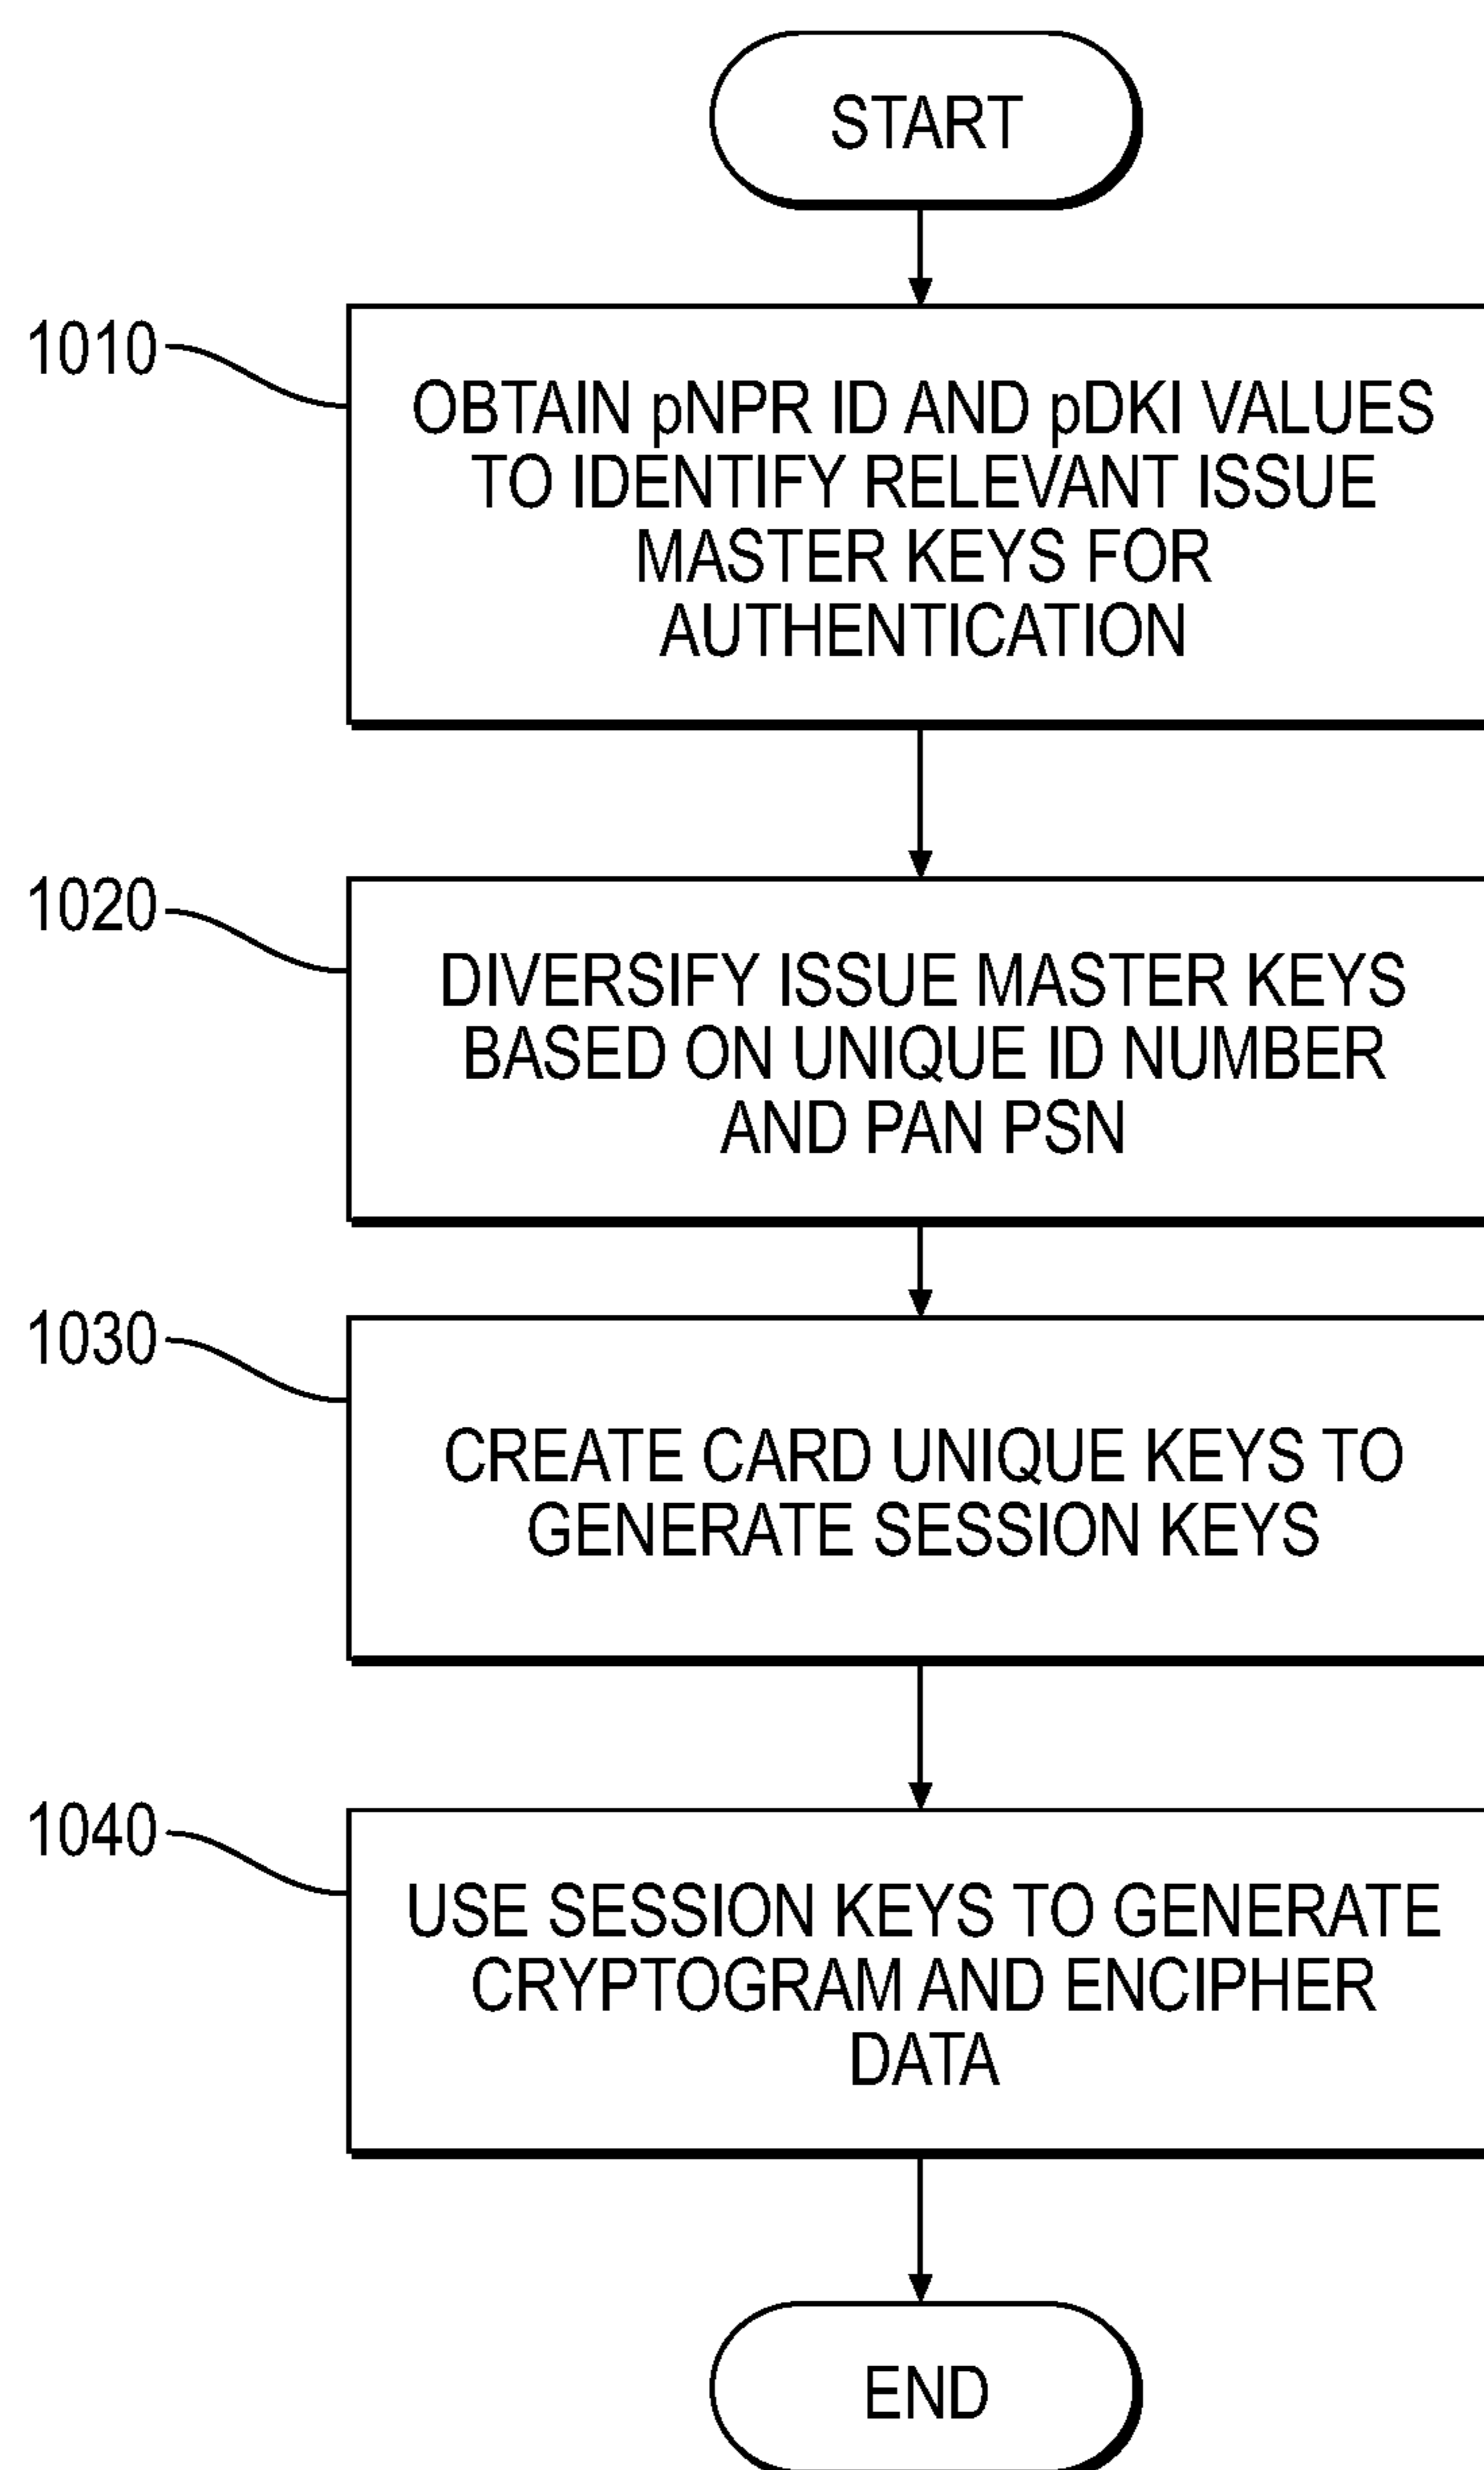 START
1010
OBTAIN pNPR ID AND pDKI VALUES
TO IDENTIFY RELEVANT ISSUE
MASTER KEYS FOR
AUTHENTICATION
1020
DIVERSIFY ISSUE MASTER KEYS
BASED ON UNIQUE ID NUMBER
AND PAN PSN
1030
CREATE CARD UNIQUE KEYS TO
GENERATE SESSION KEYS
1040
USE SESSION KEYS TO GENERATE
CRYPTOGRAM AND ENCIPHER
DATA
END